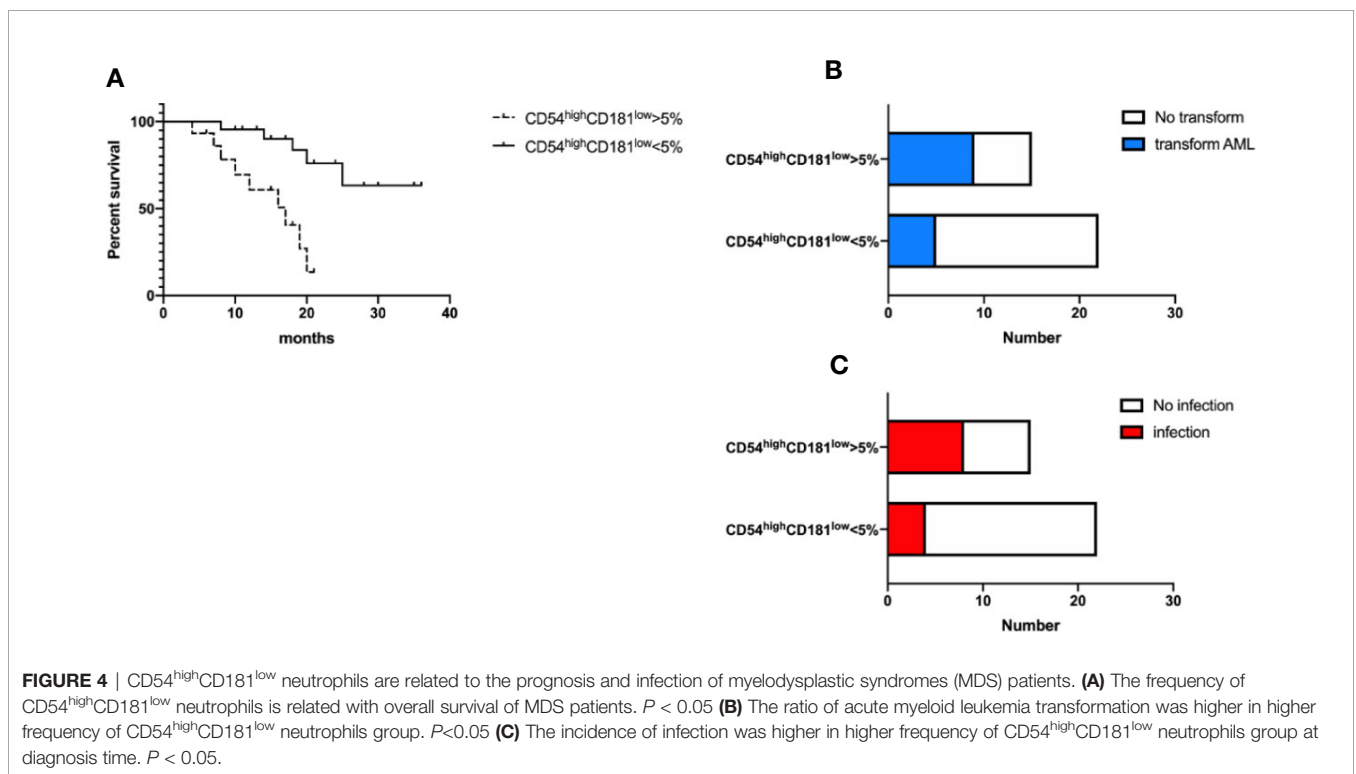 A
Percent survival
100
50
0
0 10 20 30 40
months
CD54highCD181low>5%
CD54highCD181low<5%
B
CD54highCD181low>5%
CD54highCD181low<5%
0 10 20 30
Number
No transform
transform AML
C
CD54highCD181low>5%
CD54highCD181low<5%
0 10 20 30
Number
No infection
infection
FIGURE 4 | CD54highCD181low neutrophils are related to the prognosis and infection of myelodysplastic syndromes (MDS) patients. (A) The frequency of
CD54highCD181low neutrophils is related with overall survival of MDS patients. P < 0.05 (B) The ratio of acute myeloid leukemia transformation was higher in higher
frequency of CD54highCD181low neutrophils group. P<0.05 (C) The incidence of infection was higher in higher frequency of CD54highCD181low neutrophils group at
diagnosis time. P < 0.05.